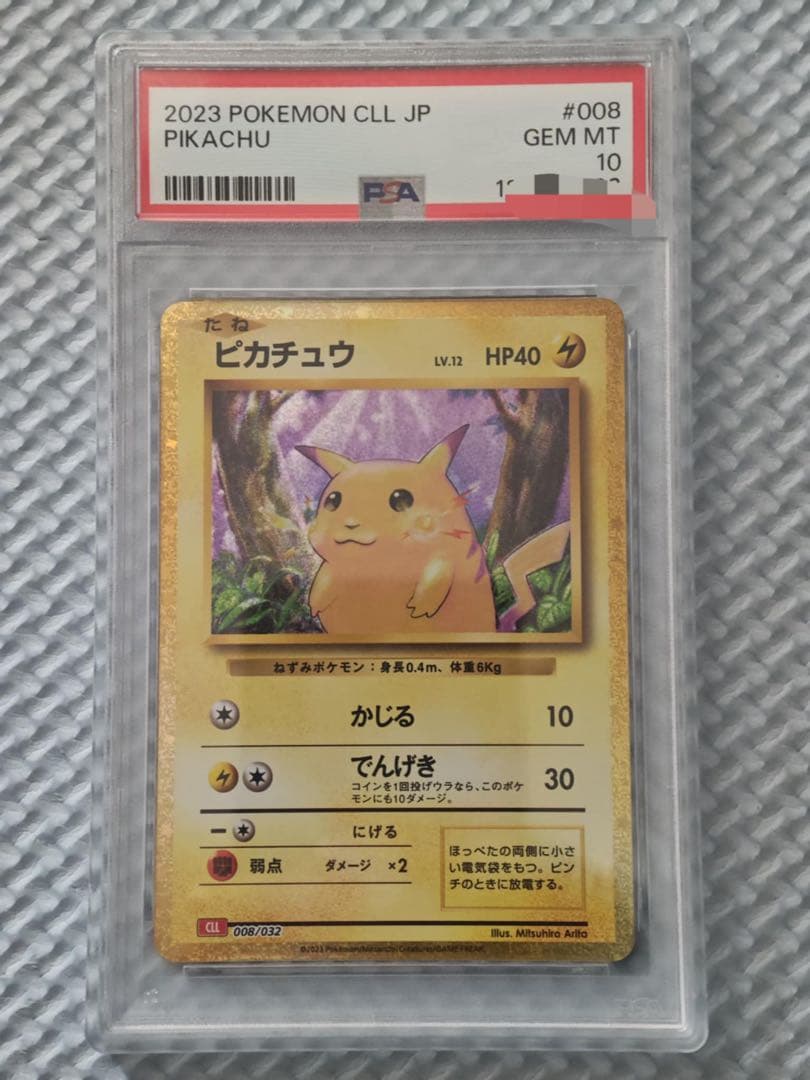 2023 POKEMON CLL JP #008
PIKACHU GEM MT
10
PSA
たね
ピカチュウ LV.12 HP40
ねずみポケモン：身長0.4m、体重6Kg
かじる 10
でんげき 30
コインを1回投げウラなら、このポケ
モンにも10ダメージ。
にげる
弱点 ダメージ ×2
ほっぺたの両側に小さ
い電気袋をもつ。ピン
チのときに放電する。
CLL 008/032 Illus. Mitsuhiro Arita
©2023 Pokémon/Nintendo/Creatures/GAME FREAK